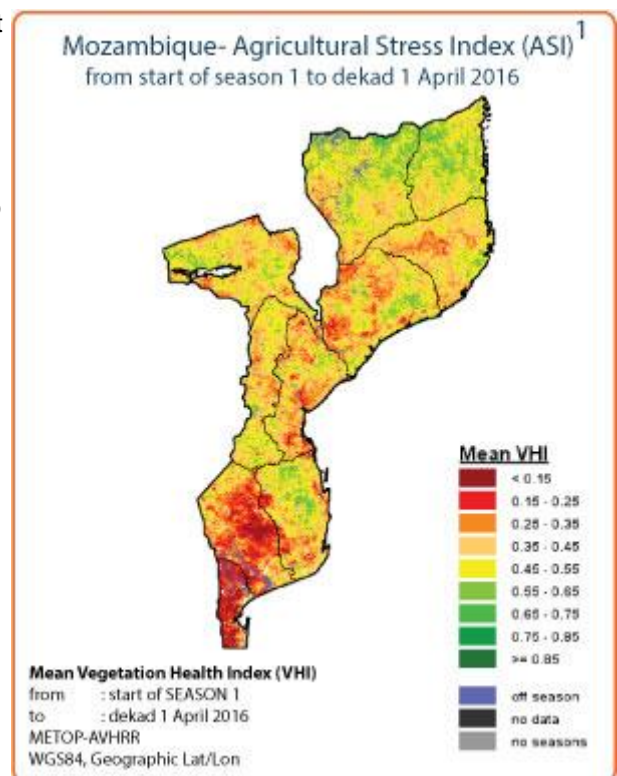 Mozambique- Agricultural Stress Index (ASI)1
from start of season 1 to dekad 1 April 2016
Mean VHI
< 0.15
0.15 - 0.25
0.25 - 0.35
0.35 - 0.45
0.45 - 0.55
0.55 - 0.65
0.65 - 0.75
0.75 - 0.85
>= 0.85
off season
no data
no seasons
Mean Vegetation Health Index (VHI)
from : start of SEASON 1
to : dekad 1 April 2016
METOP-AVHRR
WGS84, Geographic Lat/Lon